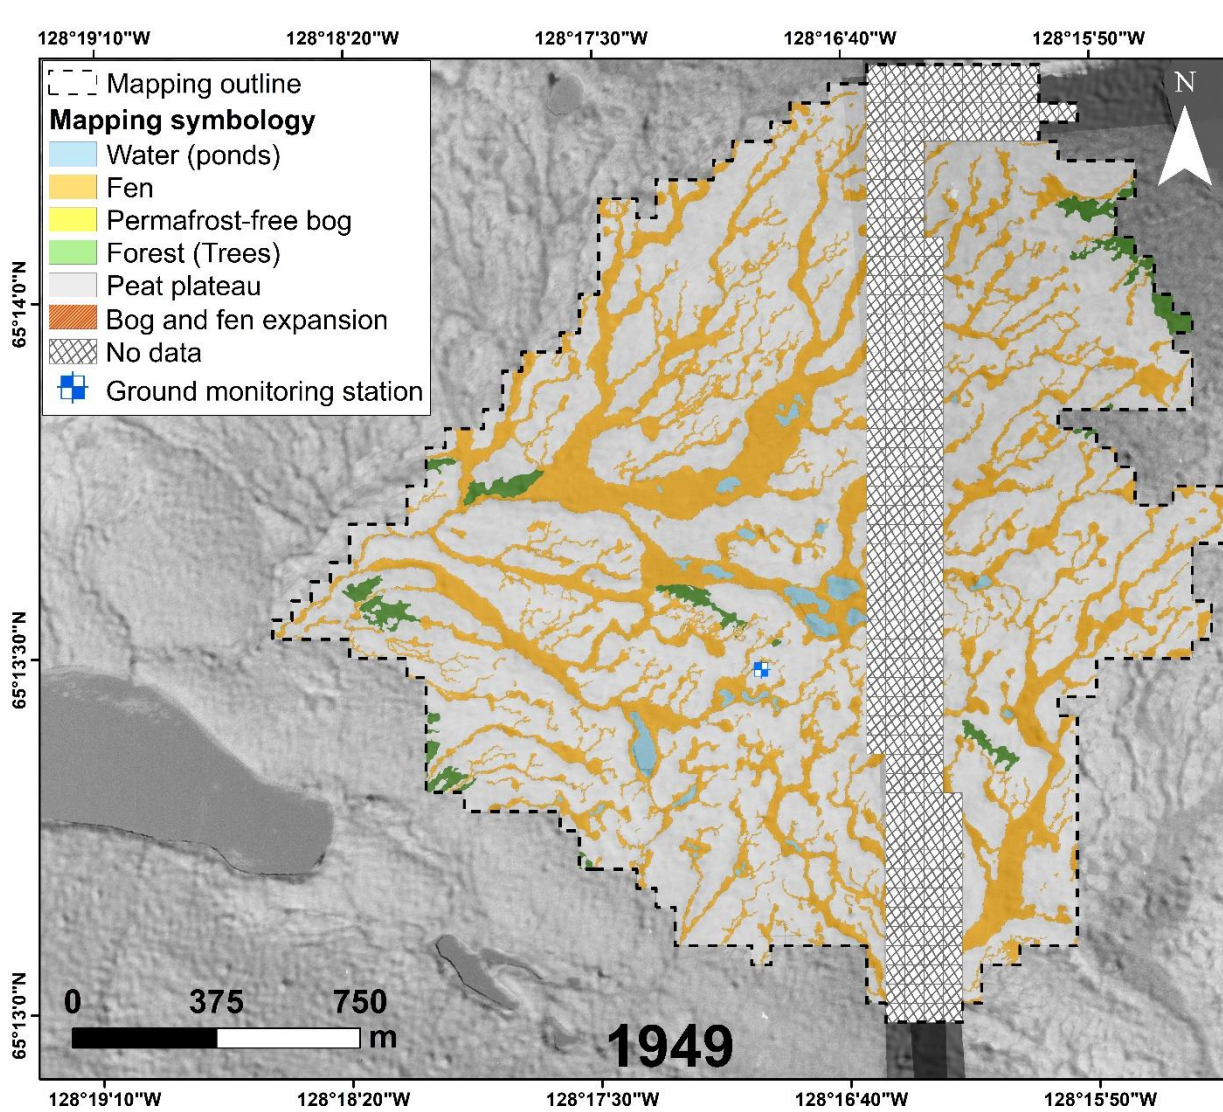 128°19'10"W 128°18'20"W 128°17'30"W 128°16'40"W 128°15'50"W
Mapping outline
Mapping symbology
Water (ponds)
Fen
Permafrost-free bog
Forest (Trees)
Peat plateau
Bog and fen expansion
No data
Ground monitoring station
N
65°14'0"N
65°13'30"N
65°13'0"N
0 375 750
m
1949
128°19'10"W 128°18'20"W 128°17'30"W 128°16'40"W 128°15'50"W